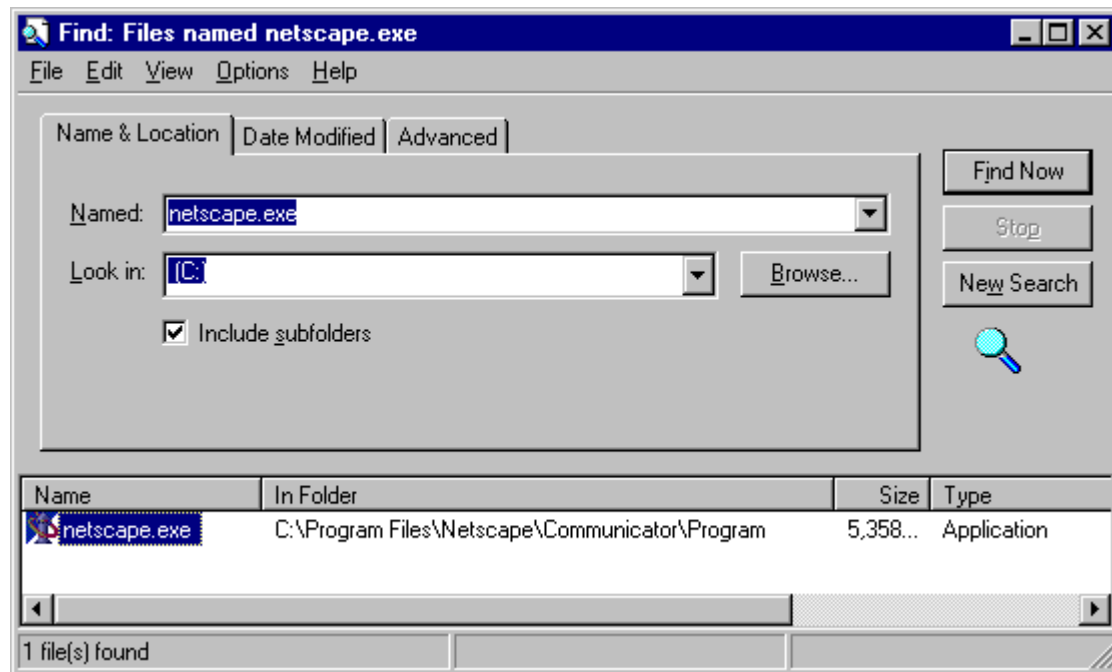 Find: Files named netscape.exe
File Edit View Options Help
Name & Location Date Modified Advanced
Find Now
Named: netscape.exe
Stop
Look in: (C:)
Browse...
New Search
Include subfolders
Name In Folder Size Type
netscape.exe C:\Program Files\Netscape\Communicator\Program 5,358... Application
1 file(s) found